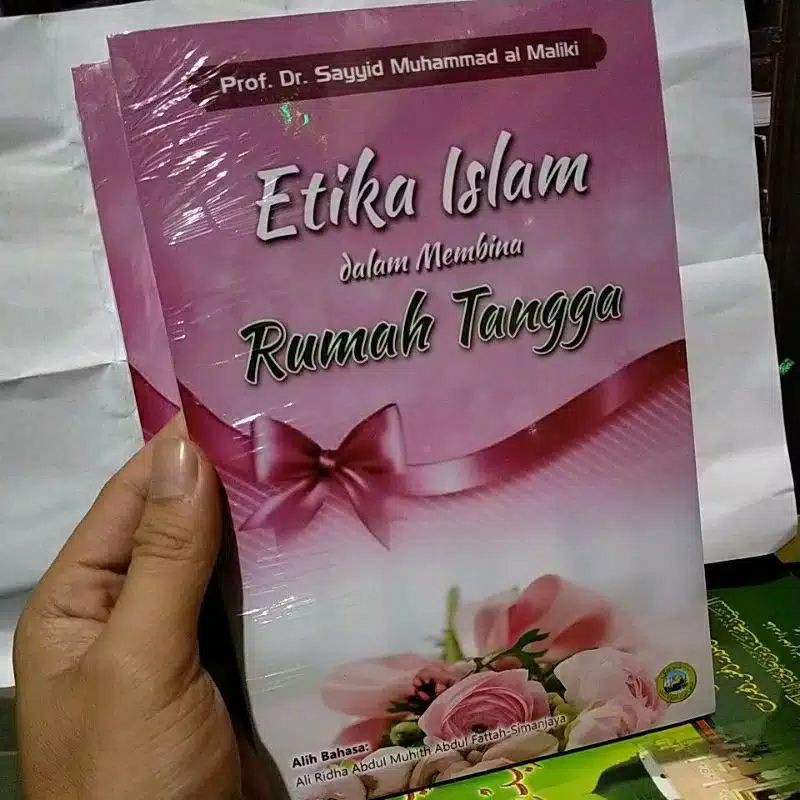 Prof. Dr. Sayyid Muhammad al Maliki
Etika Islam
dalam Membina
Rumah Tangga
Alih Bahasa:
Ali Ridha Abdul Muhith Abdul Fattah-Simanjaya